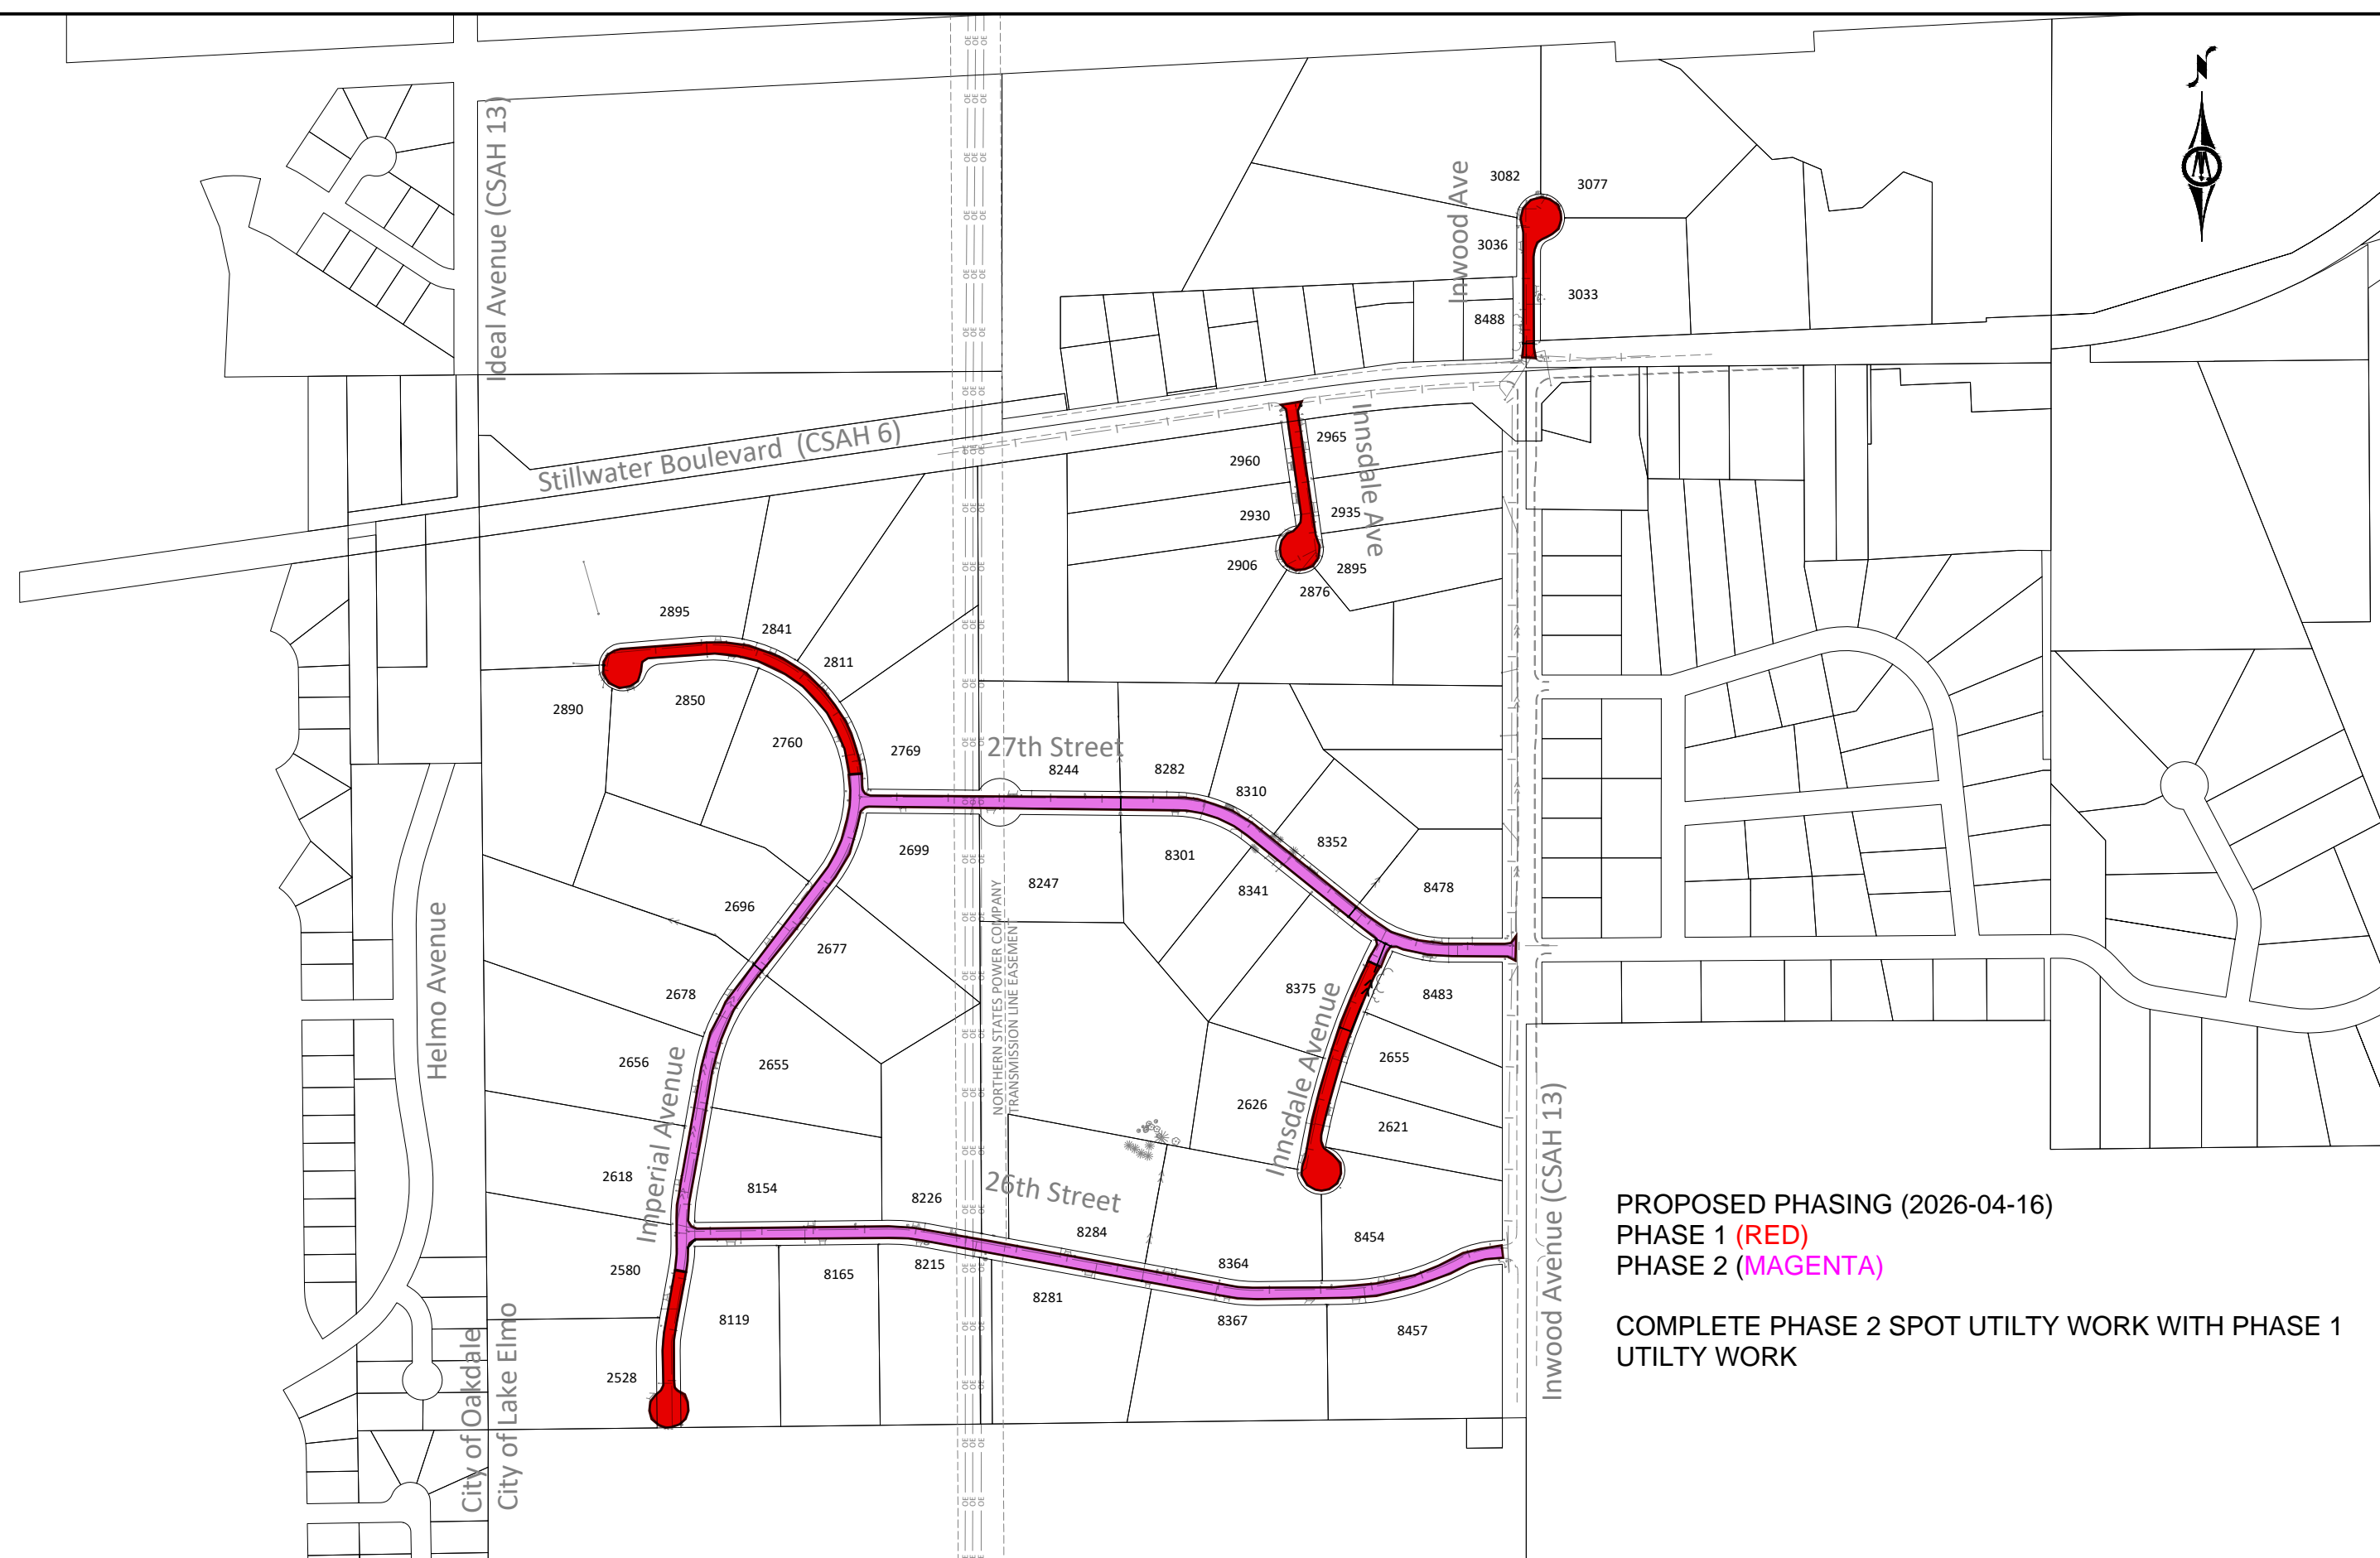 N
Ideal Avenue (CSAH 13)
Inwood Ave
3082
3077
3036
3033
8488
Stillwater Boulevard (CSAH 6)
Innsdale Ave
2965
2960
2930
2935
2906
2895
2876
2895
2841
2811
2890
2850
2760
2769
27th Street
8244
8282
8310
8352
2699
8301
8247
8341
8478
2696
2677
Helmo Avenue
NORTHERN STATES POWER COMPANY
TRANSMISSION LINE EASEMENT
2678
8375
8483
Innsdale Avenue
2656
2655
2655
Imperial Avenue
2626
2621
2618
8154
8226
26th Street
8284
8364
8454
2580
8165
8215
8281
8119
8367
8457
2528
Inwood Avenue (CSAH 13)
City of Oakdale
City of Lake Elmo
OE
PROPOSED PHASING (2026-04-16)
PHASE 1 (RED)
PHASE 2 (MAGENTA)
COMPLETE PHASE 2 SPOT UTILTY WORK WITH PHASE 1
UTILTY WORK